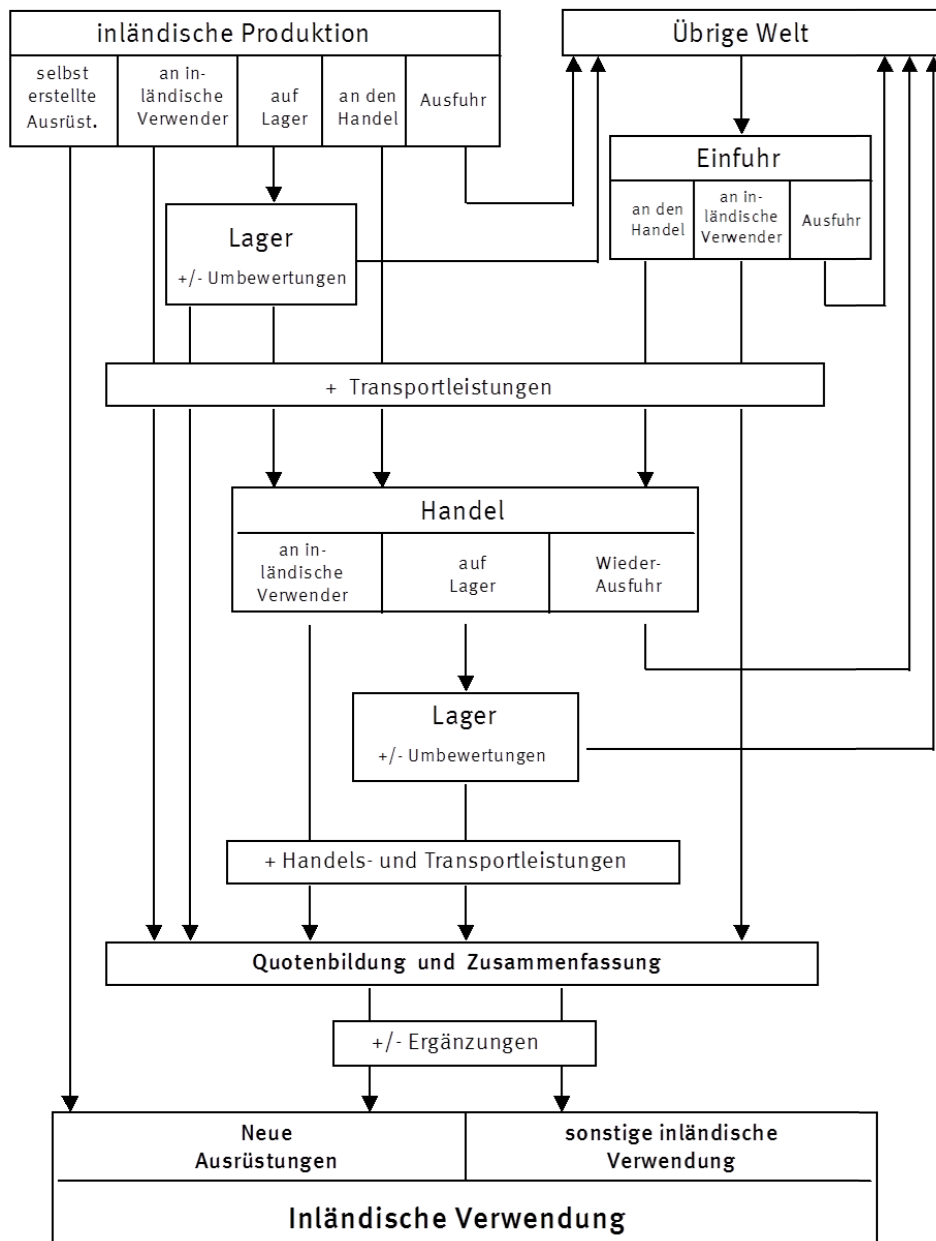 inländische Produktion
selbst
erstellte
Ausrüst.
an in-
ländische
Verwender
auf
Lager
an den
Handel
Ausfuhr
Übrige Welt
Einfuhr
an den
Handel
an in-
ländische
Verwender
Ausfuhr
Lager
+/- Umbewertungen
+ Transportleistungen
Handel
an in-
ländische
Verwender
auf
Lager
Wieder-
Ausfuhr
Lager
+/- Umbewertungen
+ Handels- und Transportleistungen
Quotenbildung und Zusammenfassung
+/- Ergänzungen
Neue
Ausrüstungen
sonstige inländische
Verwendung
Inländische Verwendung